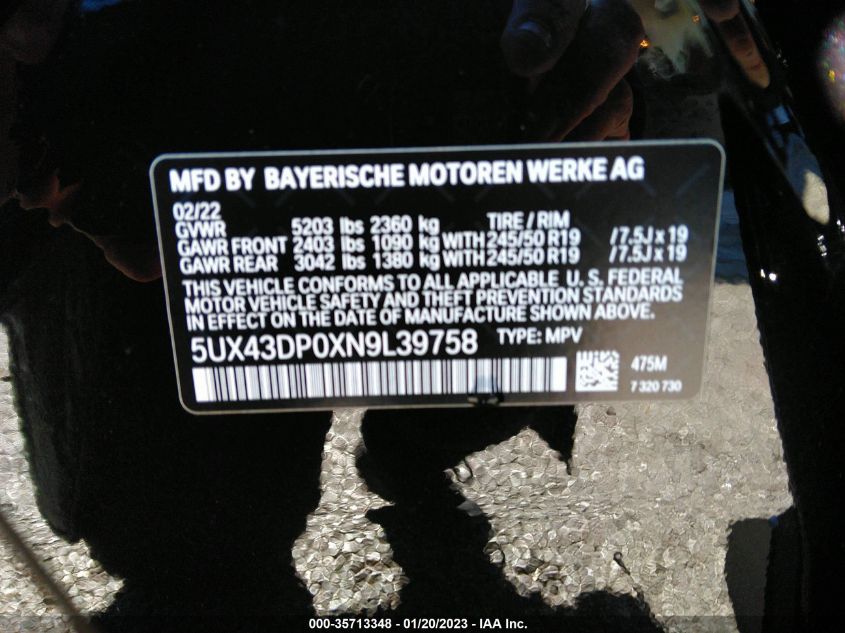 MFD BY BAYERISCHE MOTOREN WERKE AG
02/22
GVWR 5203 lbs 2360 kg TIRE / RIM
GAWR FRONT 2403 lbs 1090 kg WITH 245/50 R19 /7.5J x 19
GAWR REAR 3042 lbs 1380 kg WITH 245/50 R19 /7.5J x 19
THIS VEHICLE CONFORMS TO ALL APPLICABLE U. S. FEDERAL
MOTOR VEHICLE SAFETY AND THEFT PREVENTION STANDARDS
IN EFFECT ON THE DATE OF MANUFACTURE SHOWN ABOVE.
5UX43DP0XN9L39758 TYPE: MPV
475M
7 320 730
000-35713348 - 01/20/2023 - IAA Inc.